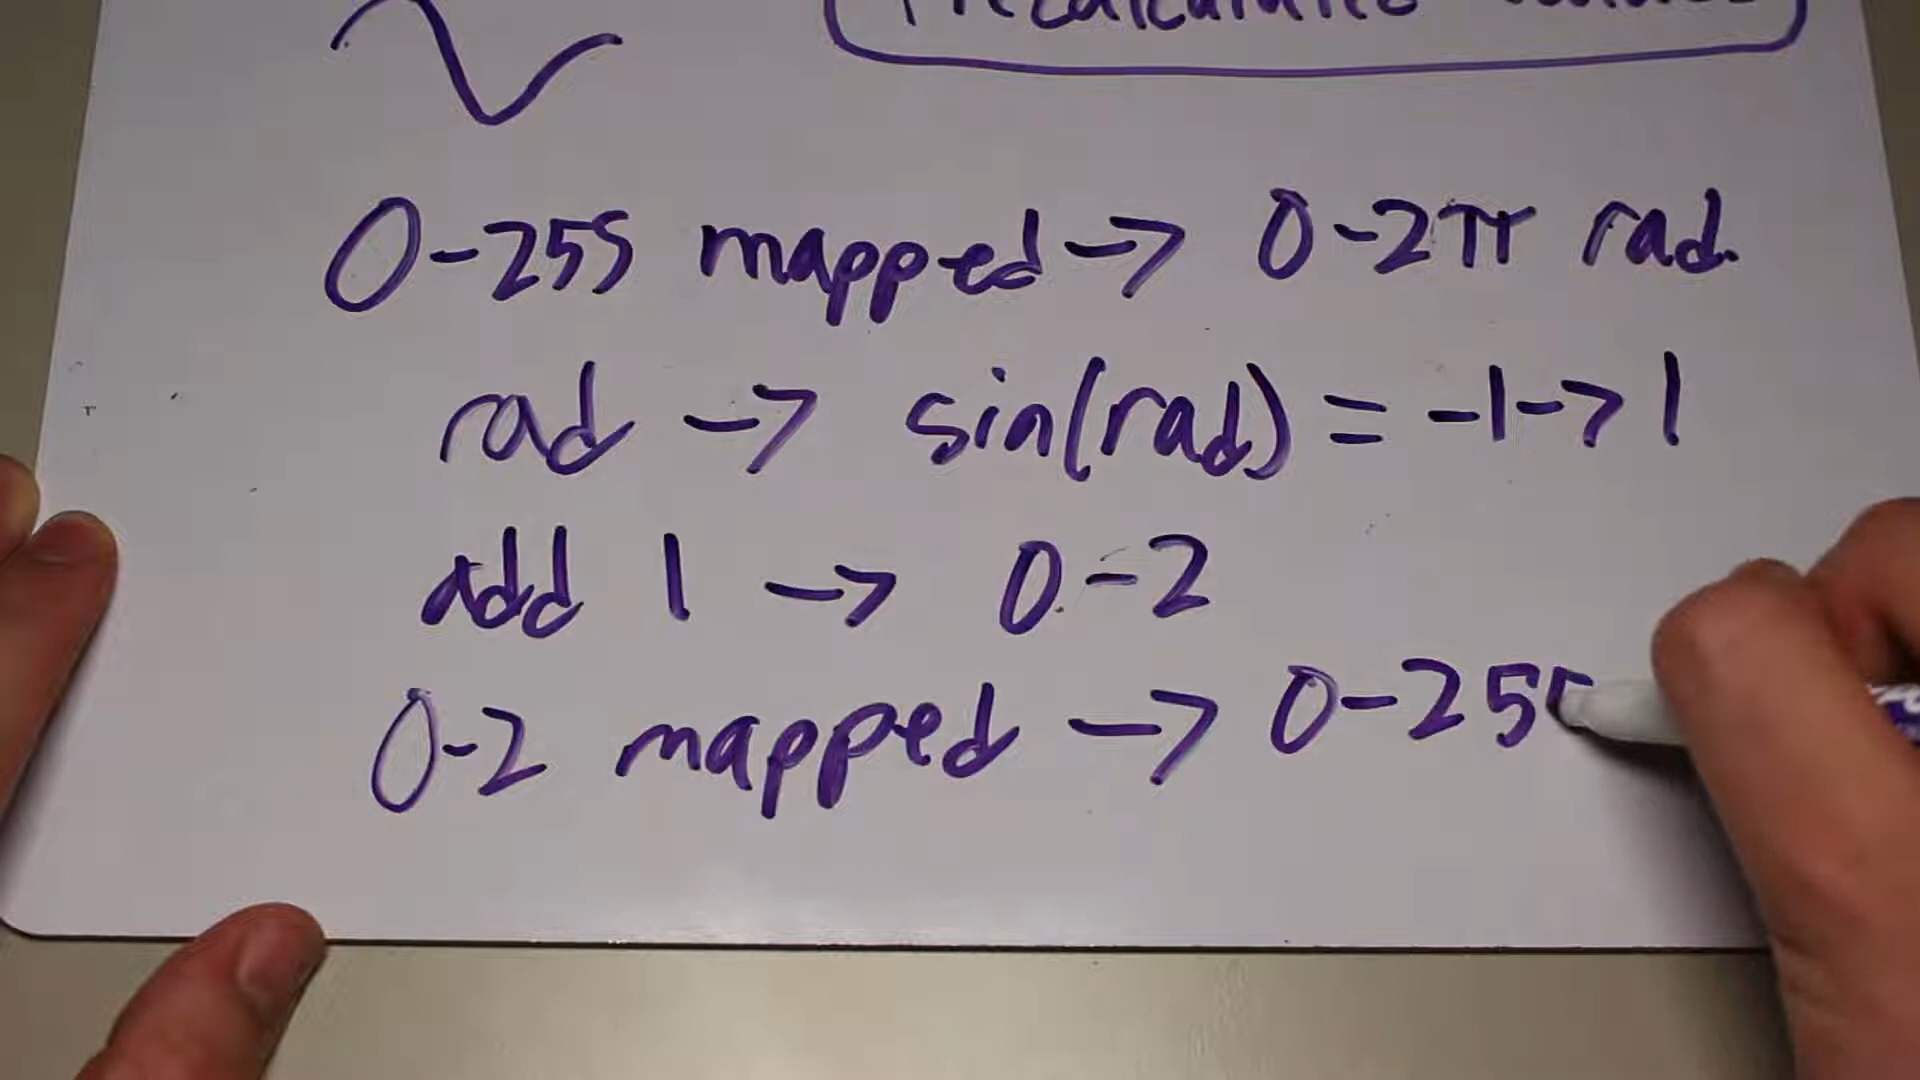 0-255 mapped -> 0-2π rad
rad -> sin(rad) = -1->1
add 1 -> 0-2
0-2 mapped -> 0-255